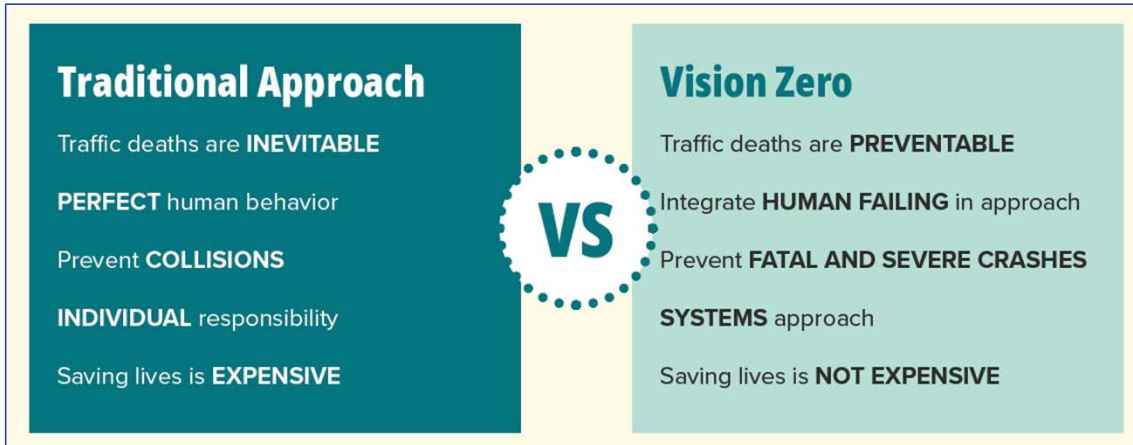 Traditional Approach
Traffic deaths are INEVITABLE
PERFECT human behavior
Prevent COLLISIONS
INDIVIDUAL responsibility
Saving lives is EXPENSIVE
VS
Vision Zero
Traffic deaths are PREVENTABLE
Integrate HUMAN FAILING in approach
Prevent FATAL AND SEVERE CRASHES
SYSTEMS approach
Saving lives is NOT EXPENSIVE